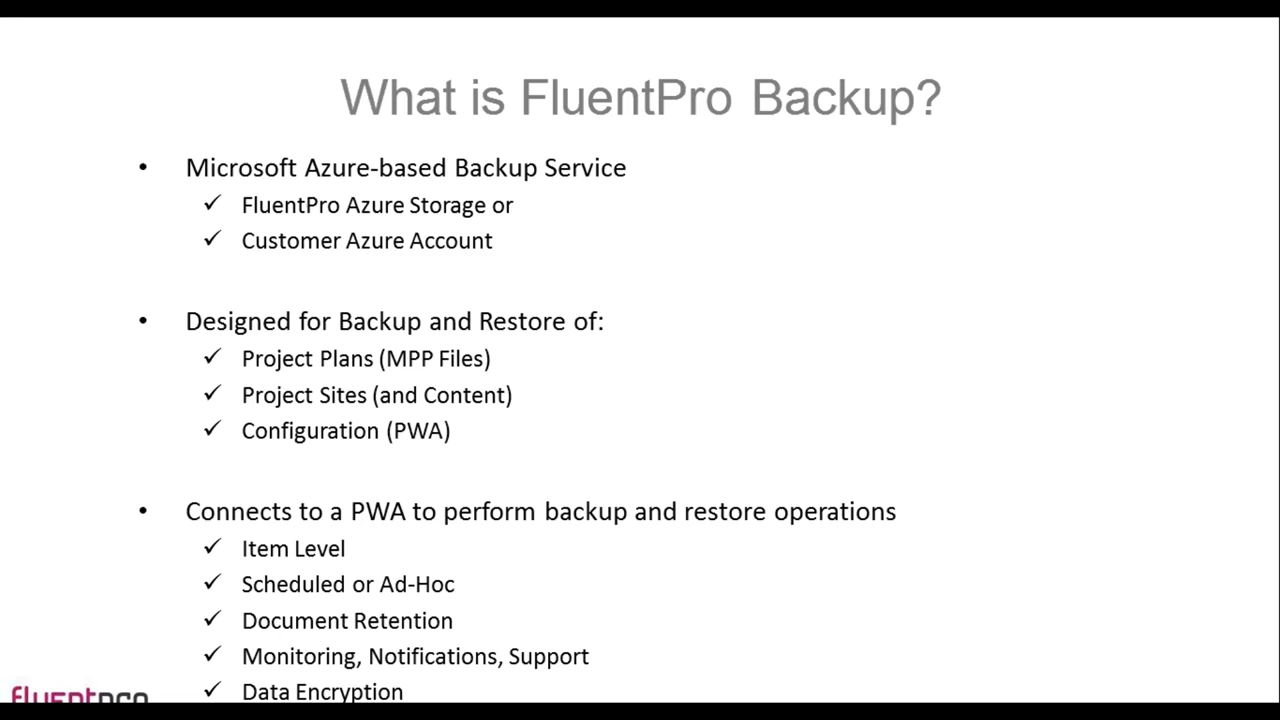 What is FluentPro Backup?
• Microsoft Azure-based Backup Service
✓ FluentPro Azure Storage or
✓ Customer Azure Account
• Designed for Backup and Restore of:
✓ Project Plans (MPP Files)
✓ Project Sites (and Content)
✓ Configuration (PWA)
• Connects to a PWA to perform backup and restore operations
✓ Item Level
✓ Scheduled or Ad-Hoc
✓ Document Retention
✓ Monitoring, Notifications, Support
✓ Data Encryption
fluentpro